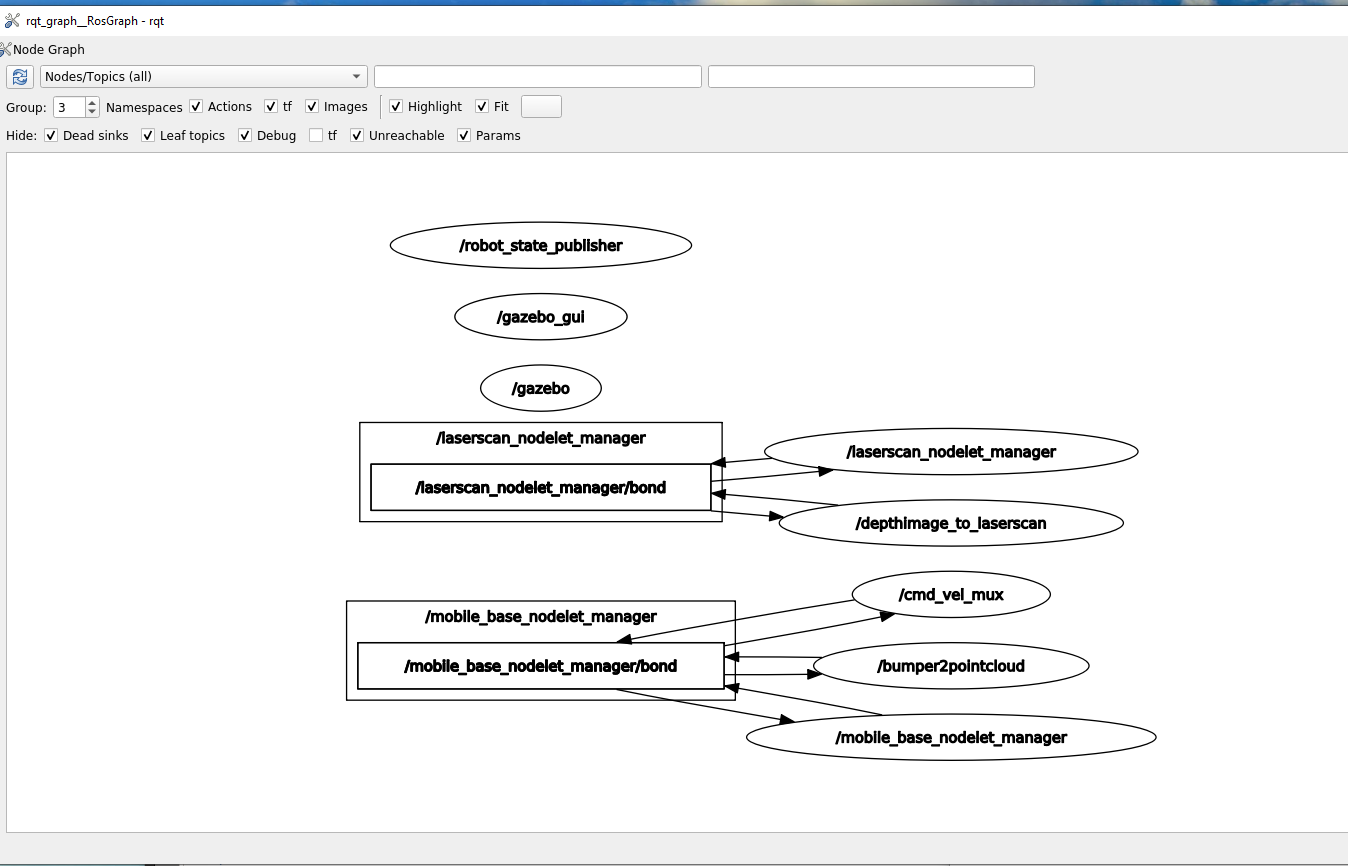 rqt_graph__RosGraph - rqt
Node Graph
Nodes/Topics (all)
Group: 3 Namespaces Actions tf Images Highlight Fit
Hide: Dead sinks Leaf topics Debug tf Unreachable Params
/robot_state_publisher
/gazebo_gui
/gazebo
/laserscan_nodelet_manager
/laserscan_nodelet_manager/bond
/laserscan_nodelet_manager
/depthimage_to_laserscan
/mobile_base_nodelet_manager
/mobile_base_nodelet_manager/bond
/cmd_vel_mux
/bumper2pointcloud
/mobile_base_nodelet_manager